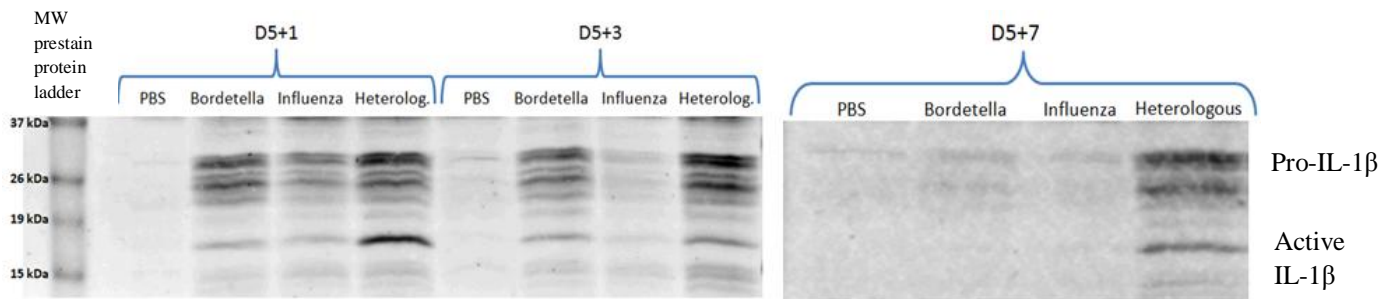 MW
prestain
protein
ladder
D5+1
D5+3
D5+7
PBS Bordetella Influenza Heterolog. PBS Bordetella Influenza Heterolog.
PBS Bordetella Influenza Heterologous
37 kDa
26 kDa
19 kDa
15 kDa
Pro-IL-1β
Active
IL-1β